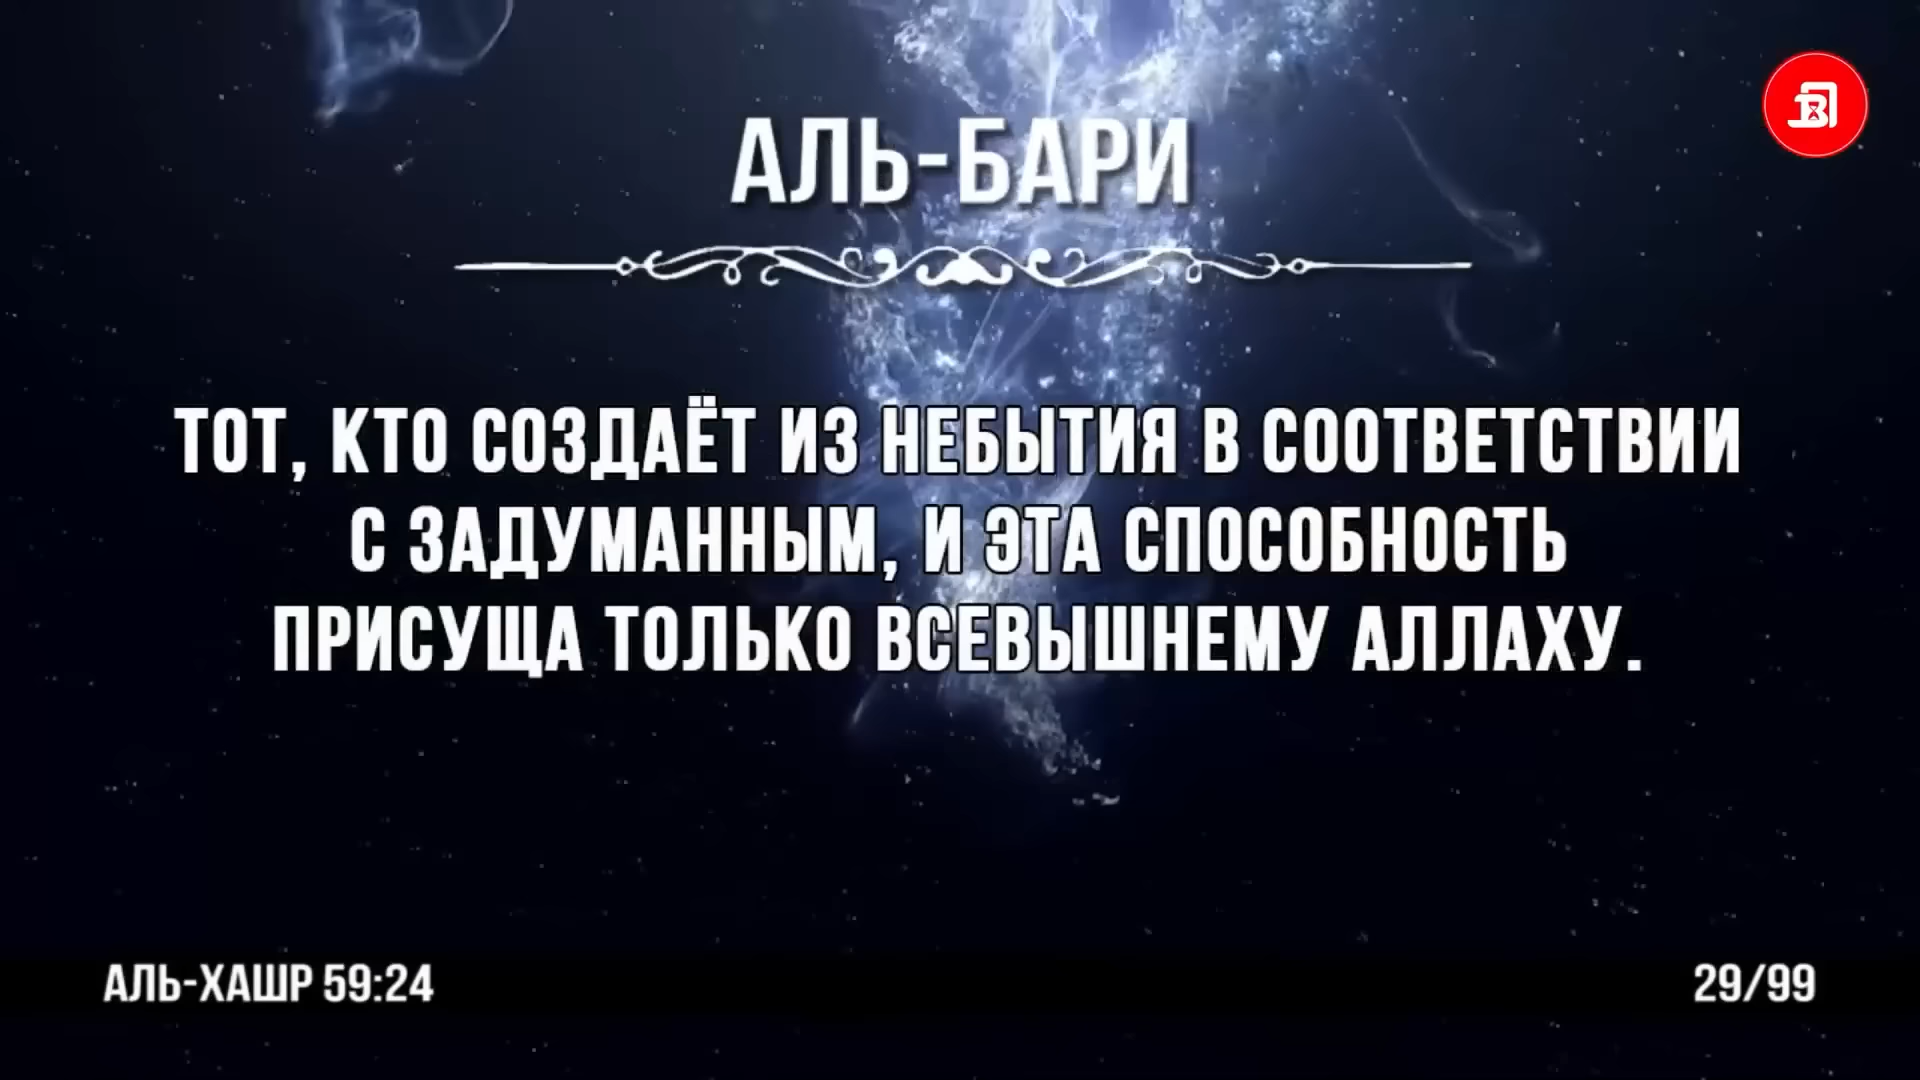 АЛЬ-БАРИ
ТОТ, КТО СОЗДАЁТ ИЗ НЕБЫТИЯ В СООТВЕТСТВИИ
С ЗАДУМАННЫМ, И ЭТА СПОСОБНОСТЬ
ПРИСУЩА ТОЛЬКО ВСЕВЫШНЕМУ АЛЛАХУ.
АЛЬ-ХАШР 59:24
29/99